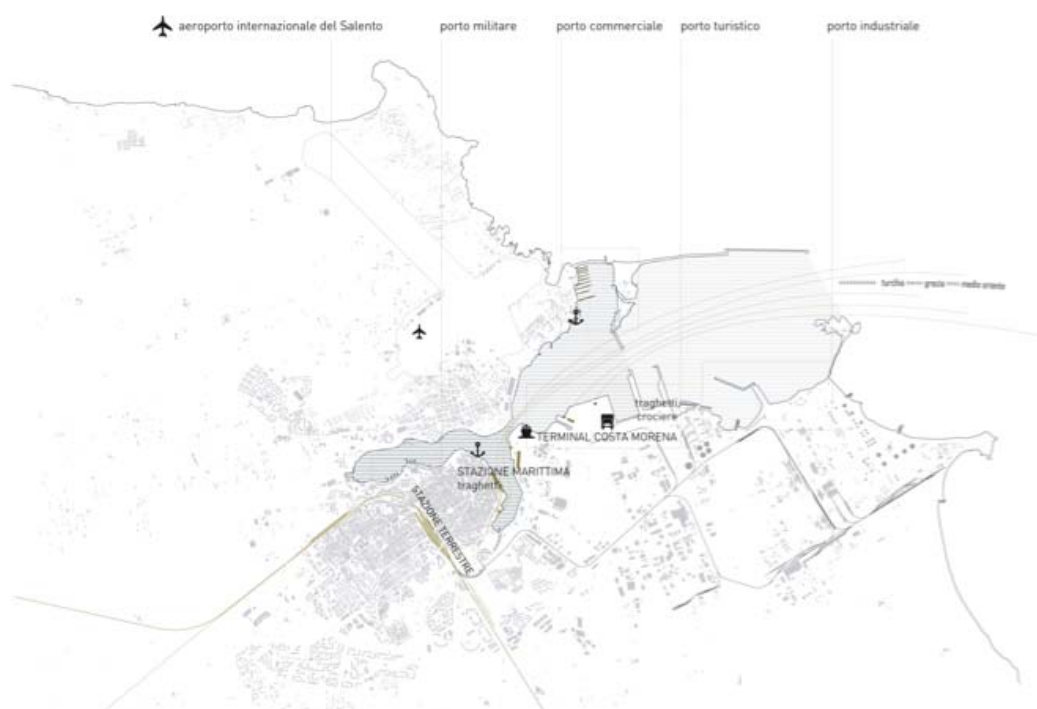 aeroporto internazionale del Salento
porto militare
porto commerciale
porto turistico
porto industriale
turchia grecia medio oriente
traghetti
crociere
TERMINAL COSTA MORENA
STAZIONE MARITTIMA
traghetti
STAZIONE TERRESTRE